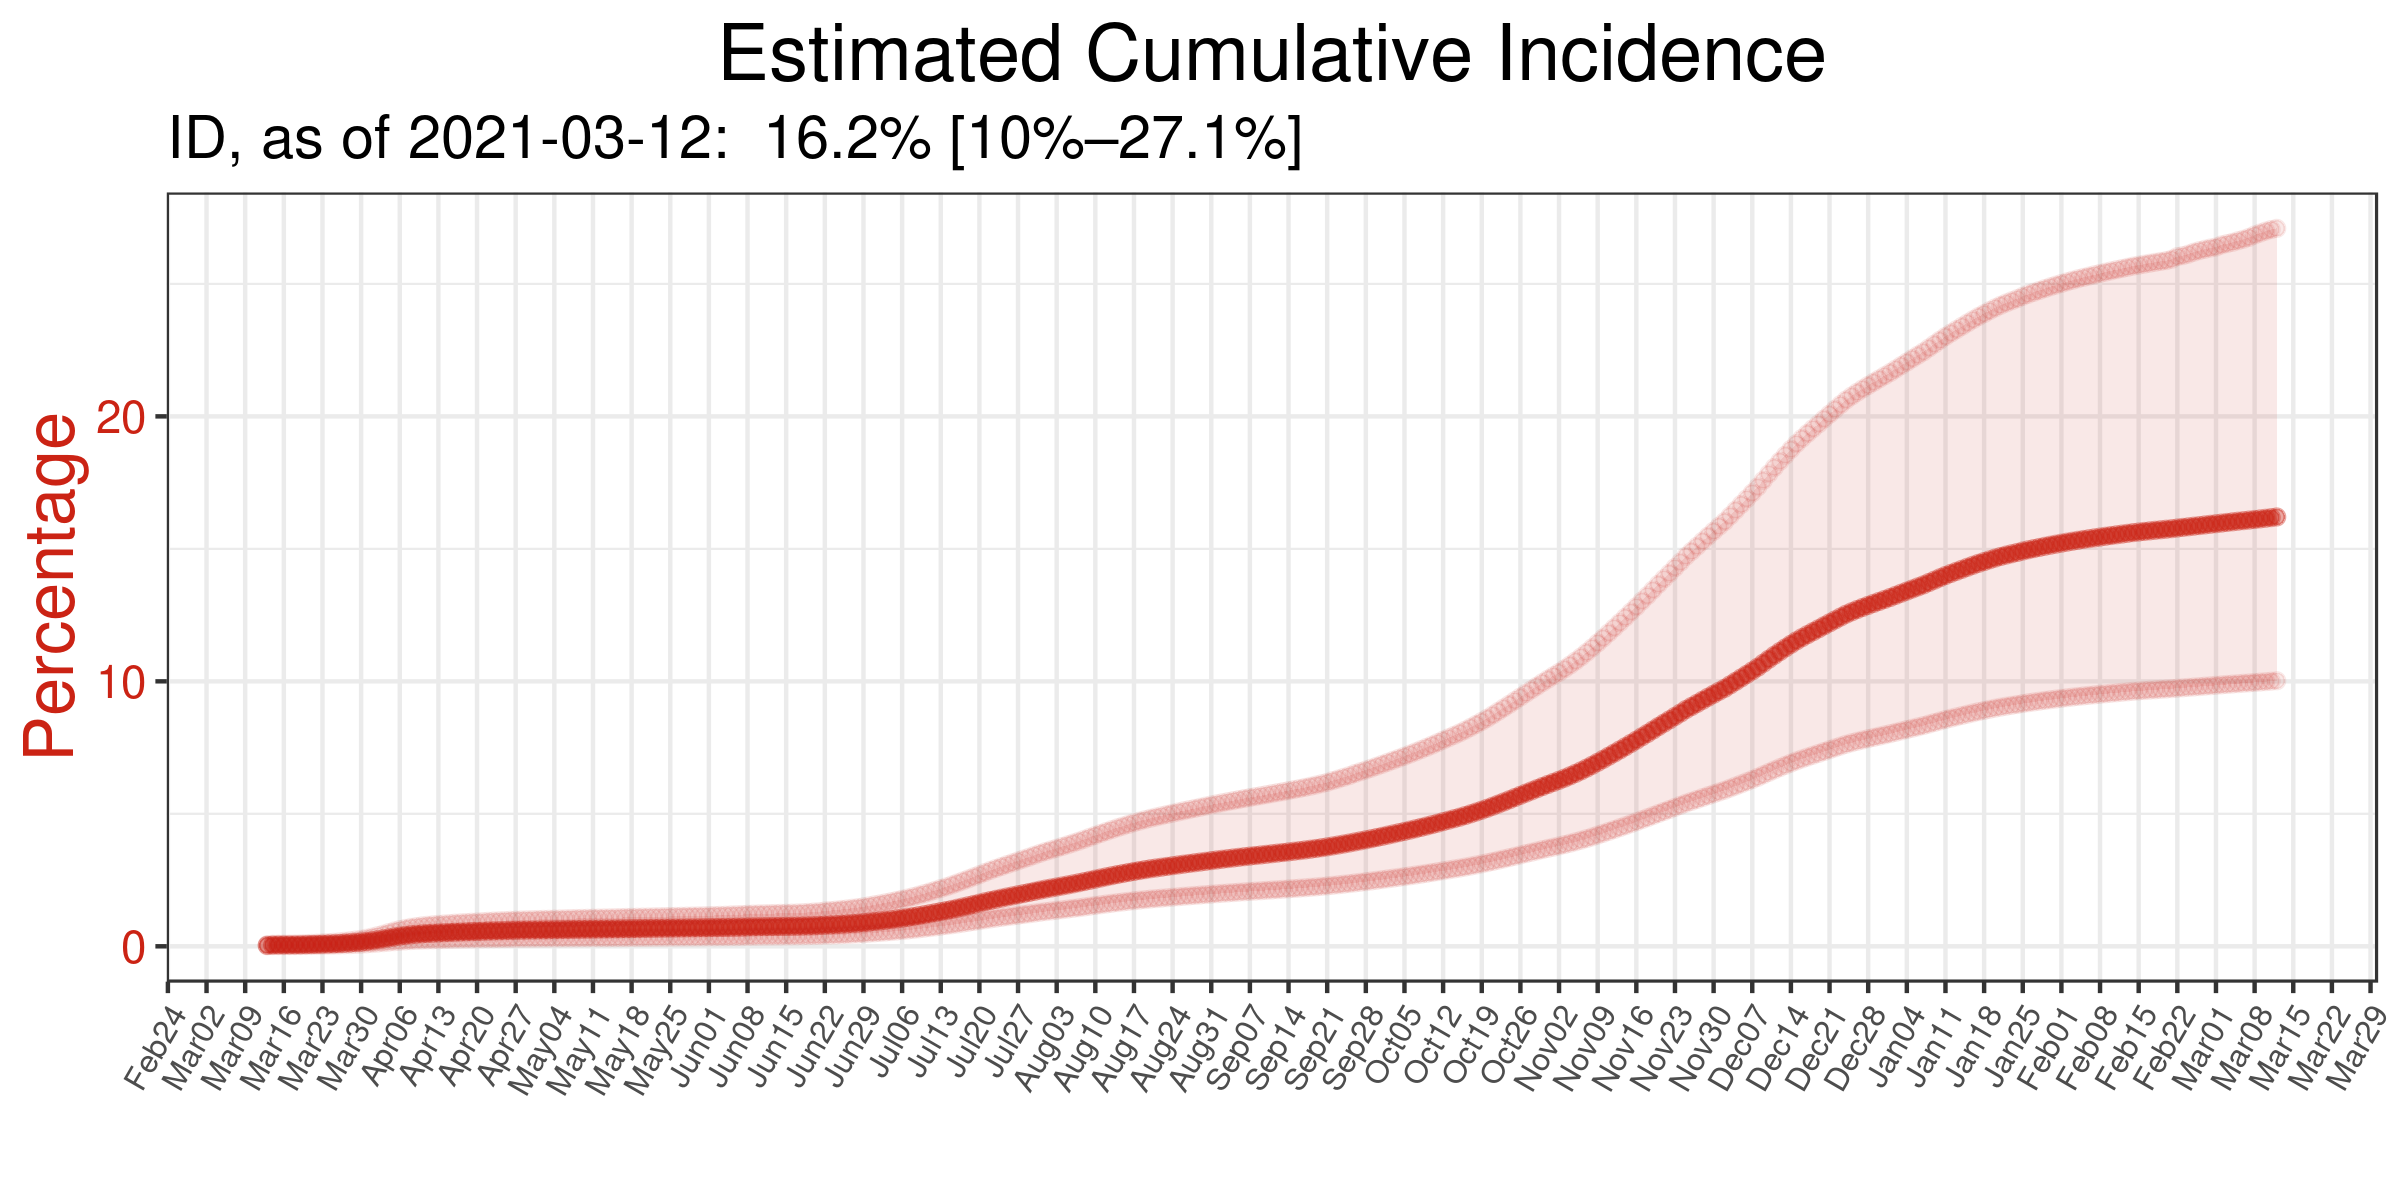 Estimated Cumulative Incidence
ID, as of 2021-03-12:  16.2% [10%–27.1%]
Percentage
20
10
0
Feb24
Mar02
Mar09
Mar16
Mar23
Mar30
Apr06
Apr13
Apr20
Apr27
May04
May11
May18
May25
Jun01
Jun08
Jun15
Jun22
Jun29
Jul06
Jul13
Jul20
Jul27
Aug03
Aug10
Aug17
Aug24
Aug31
Sep07
Sep14
Sep21
Sep28
Oct05
Oct12
Oct19
Oct26
Nov02
Nov09
Nov16
Nov23
Nov30
Dec07
Dec14
Dec21
Dec28
Jan04
Jan11
Jan18
Jan25
Feb01
Feb08
Feb15
Feb22
Mar01
Mar08
Mar15
Mar22
Mar29